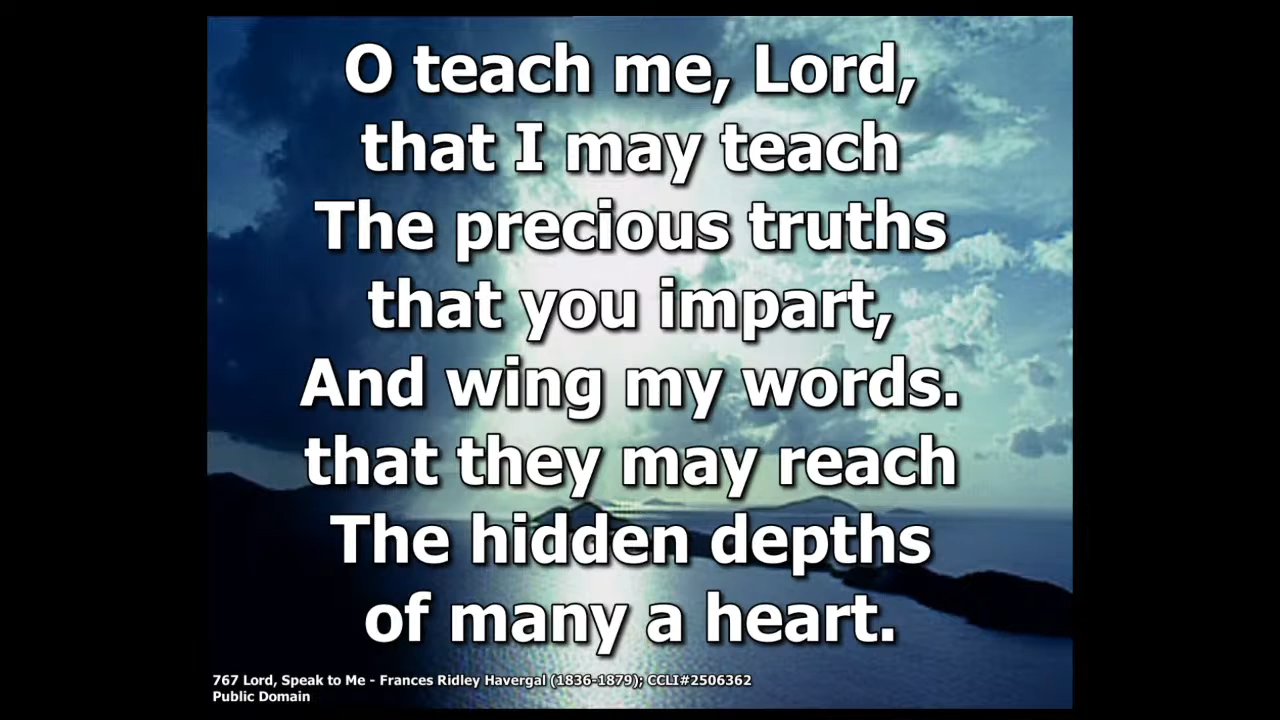 O teach me, Lord,
that I may teach
The precious truths
that you impart,
And wing my words.
that they may reach
The hidden depths
of many a heart.
767 Lord, Speak to Me - Frances Ridley Havergal (1836-1879); CCLI#2506362
Public Domain